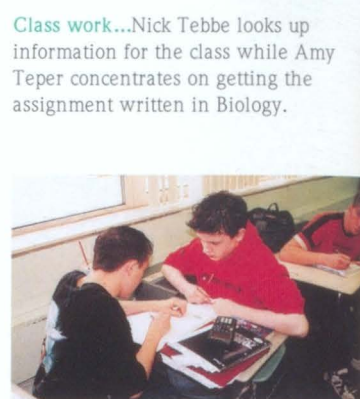 Class work...Nick Tebbe looks up
information for the class while Amy
Teper concentrates on getting the
assignment written in Biology.